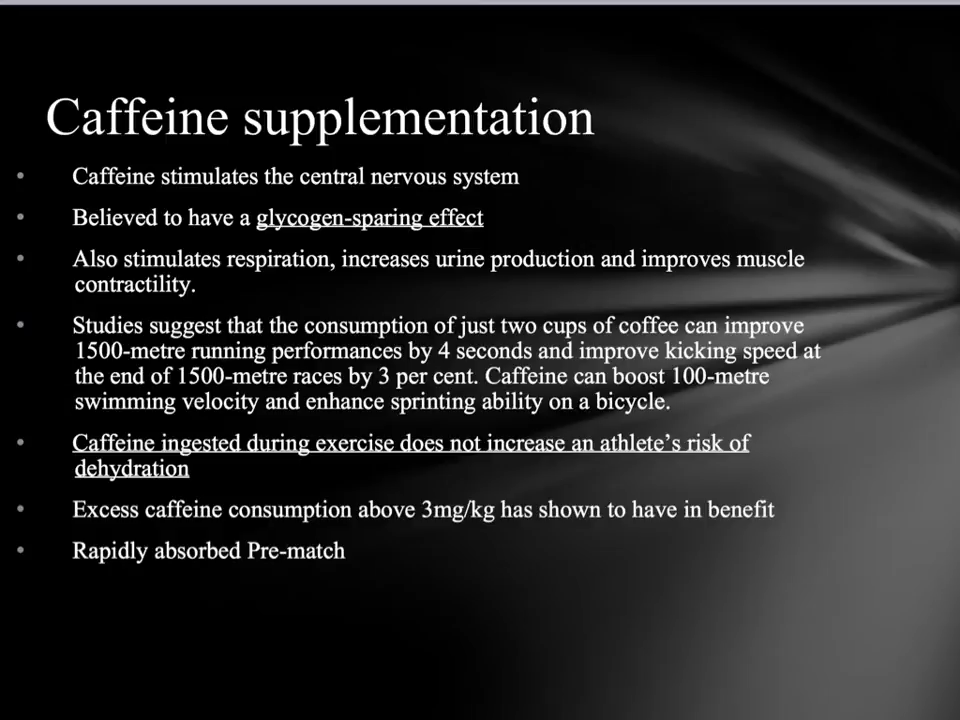 Caffeine supplementation
• Caffeine stimulates the central nervous system
• Believed to have a glycogen-sparing effect
• Also stimulates respiration, increases urine production and improves muscle
contractility.
• Studies suggest that the consumption of just two cups of coffee can improve
1500-metre running performances by 4 seconds and improve kicking speed at
the end of 1500-metre races by 3 per cent. Caffeine can boost 100-metre
swimming velocity and enhance sprinting ability on a bicycle.
• Caffeine ingested during exercise does not increase an athlete’s risk of
dehydration
• Excess caffeine consumption above 3mg/kg has shown to have in benefit
• Rapidly absorbed Pre-match